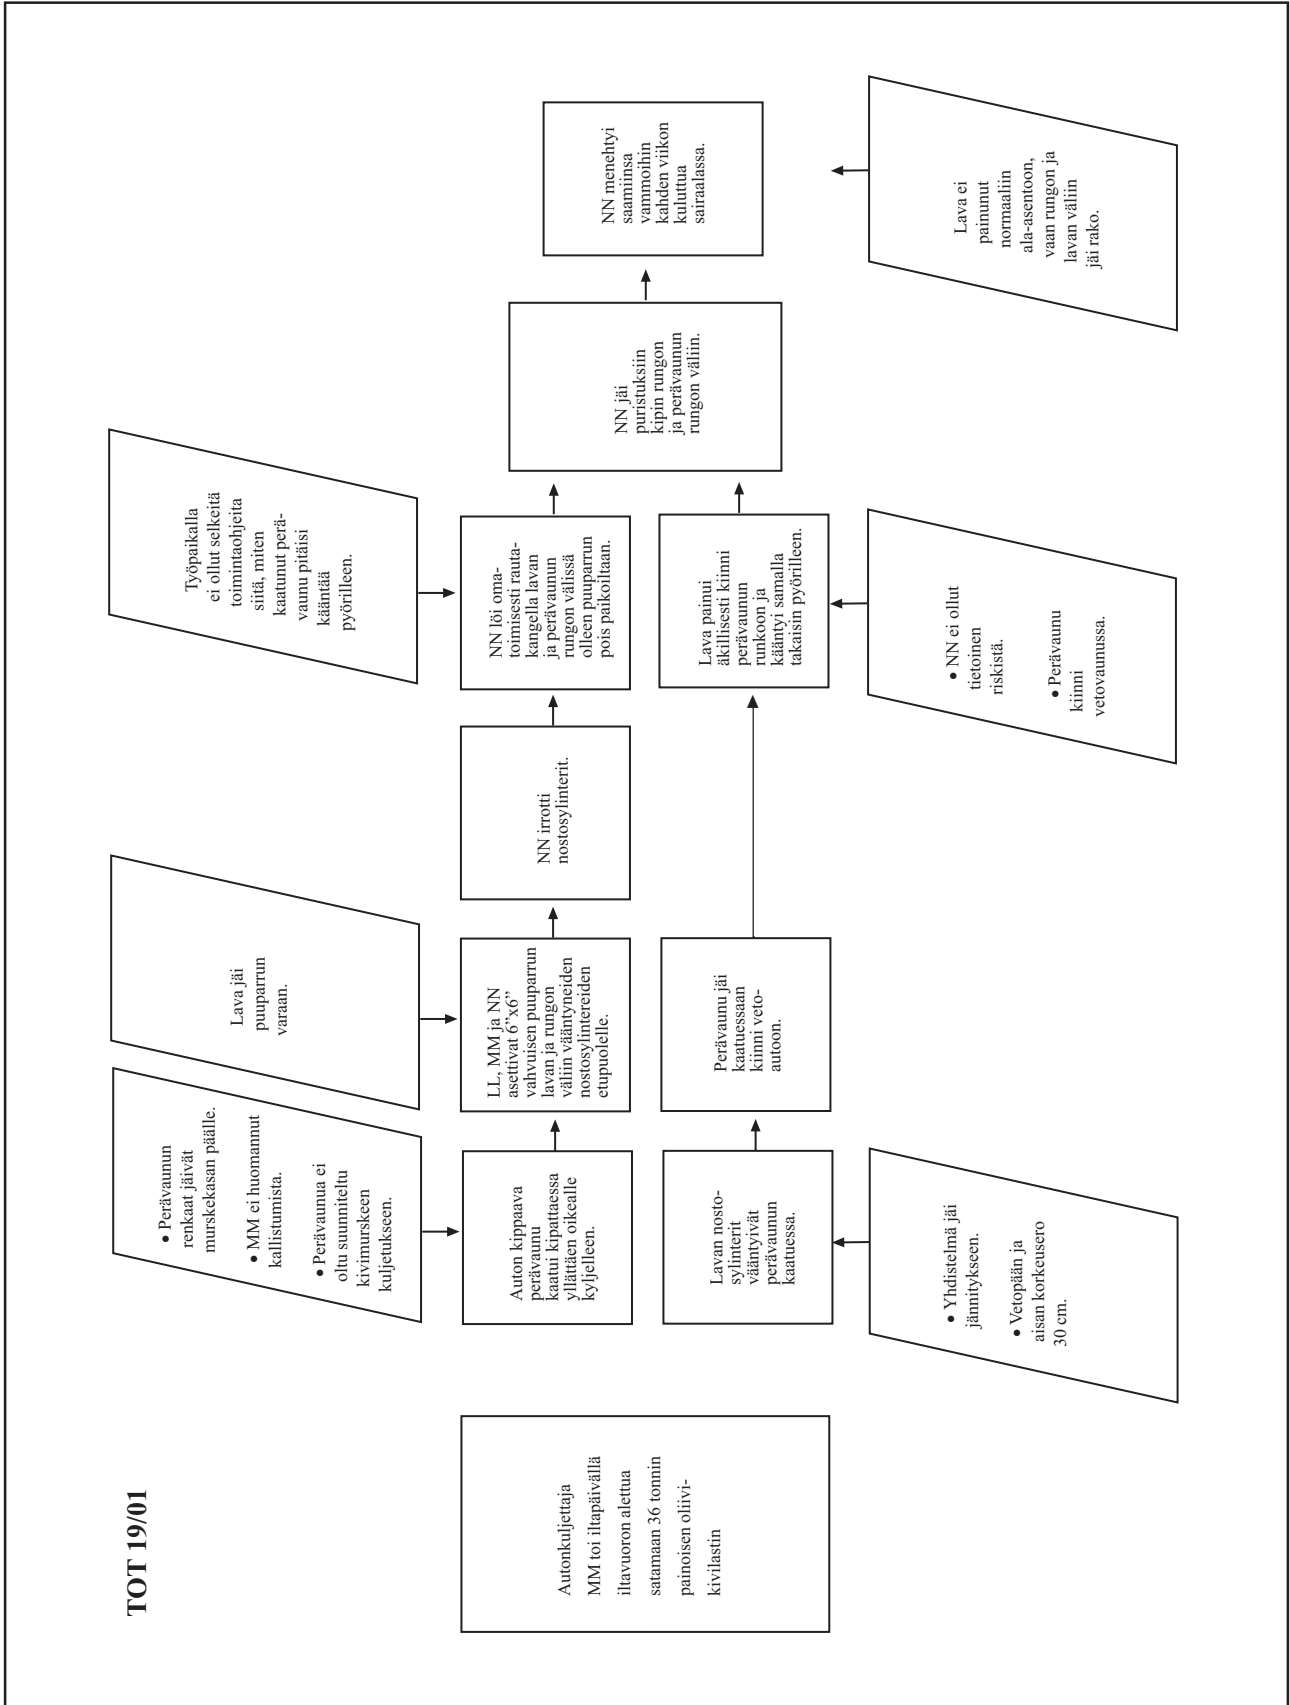 TOT 19/01
Autonkuljettaja
MM toi iltapäivällä
iltavuoron alettua
satamaan 36 tonnin
painoisen oliivi-
kivilastin
• Perävaunun
renkaat jäivät
murskekasan päälle.
• MM ei huomannut
kallistumista.
• Perävaunua ei
oltu suunniteltu
kivimurskeen
kuljetukseen.
Auton kippaava
perävaunu
kaatui kipattaessa
yllättäen oikealle
kyljelleen.
Lavan nosto-
sylinterit
vääntyivät
perävaunun
kaatuessa.
• Yhdistelmä jäi
jännitykseen.
• Vetopään ja
aisan korkeusero
30 cm.
Lava jäi
puuparrun
varaan.
LL, MM ja NN
asettivat 6”x6”
vahvuisen puuparrun
lavan ja rungon
väliin vääntyneiden
nostosylintereiden
etupuolelle.
Perävaunu jäi
kaatuessaan
kiinni veto-
autoon.
NN irrotti
nostosylinterit.
Työpaikalla
ei ollut selkeitä
toimintaohjeita
siitä, miten
kaatunut perä-
vaunu pitäisi
kääntää
pyörilleen.
NN löi oma-
toimisesti rauta-
kangella lavan
ja perävaunun
rungon välissä
olleen puuparrun
pois paikoiltaan.
Lava painui
äkillisesti kiinni
perävaunun
runkoon ja
kääntyi samalla
takaisin pyörilleen.
• NN ei ollut
tietoinen
riskistä.
• Perävaunu
kiinni
vetovaunussa.
NN jäi
puristuksiin
kipin rungon
ja perävaunun
rungon väliin.
NN menehtyi
saamiinsa
vammoihin
kahden viikon
kuluttua
sairaalassa.
Lava ei
painunut
normaaliin
ala-asentoon,
vaan rungon ja
lavan väliin
jäi rako.